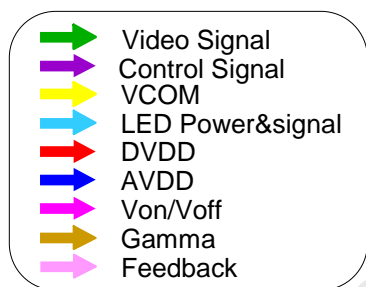 Video Signal
Control Signal
VCOM
LED Power&signal
DVDD
AVDD
Von/Voff
Gamma
Feedback